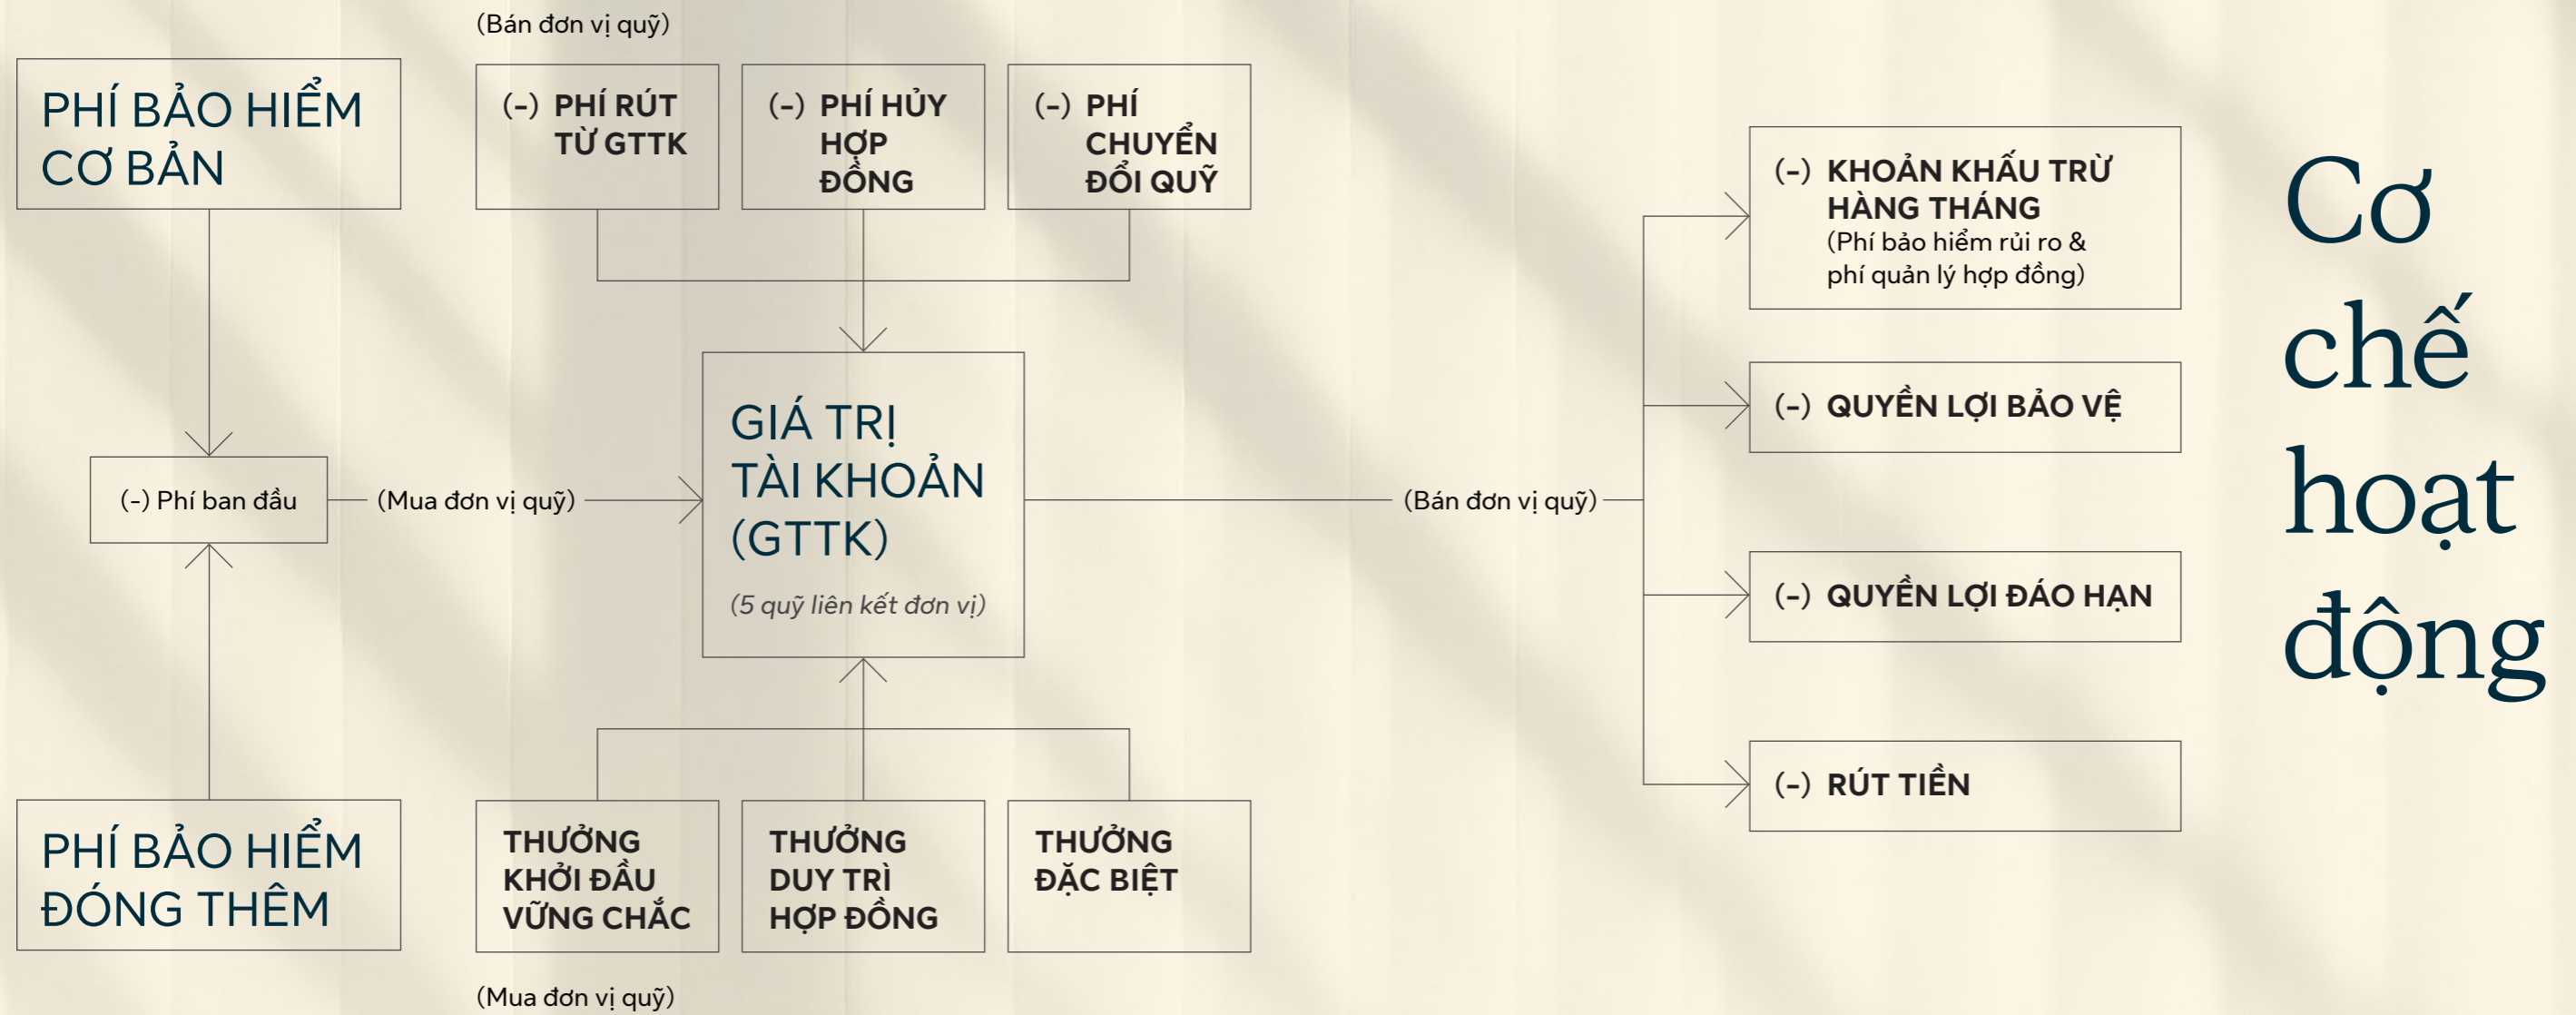 (Bán đơn vị quỹ)
PHÍ BẢO HIỂM
CƠ BẢN
(-) PHÍ RÚT
TỪ GTTK
(-) PHÍ HỦY
HỢP
ĐỒNG
(-) PHÍ
CHUYỂN
ĐỔI QUỸ
(-) Phí ban đầu
(Mua đơn vị quỹ)
GIÁ TRỊ
TÀI KHOẢN
(GTTK)
(5 quỹ liên kết đơn vị)
(Bán đơn vị quỹ)
(-) KHOẢN KHẤU TRỪ
HÀNG THÁNG
(Phí bảo hiểm rủi ro &
phí quản lý hợp đồng)
(-) QUYỀN LỢI BẢO VỆ
(-) QUYỀN LỢI ĐÁO HẠN
(-) RÚT TIỀN
PHÍ BẢO HIỂM
ĐÓNG THÊM
THƯỞNG
KHỞI ĐẦU
VỮNG CHẮC
THƯỞNG
DUY TRÌ
HỢP ĐỒNG
THƯỞNG
ĐẶC BIỆT
(Mua đơn vị quỹ)
Cơ
chế
hoạt
động